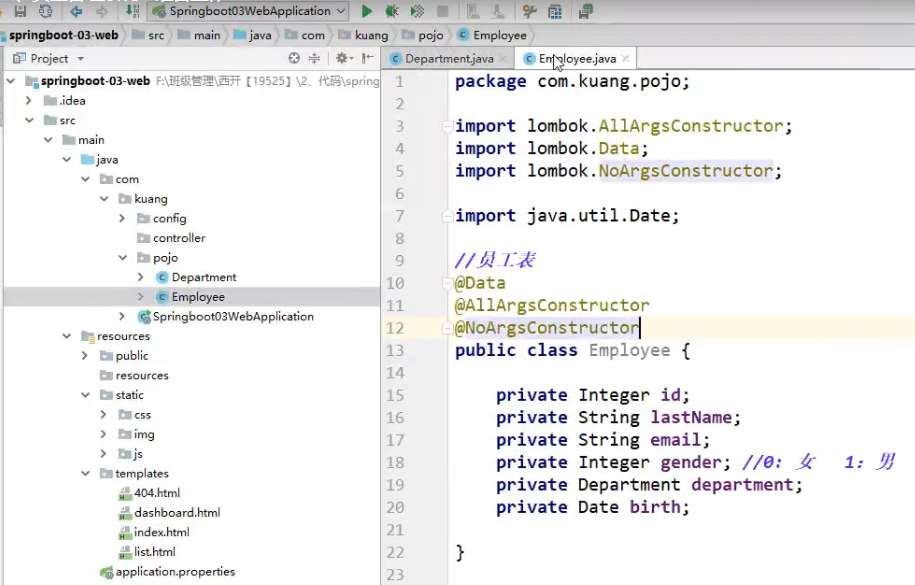 Springboot03WebApplication
springboot-03-web src main java com kuang pojo Employee
Project
Department.java Employee.java
springboot-03-web F:\班级管理\西开【19525】\2、代码\spring
.idea
src
main
java
com
kuang
config
controller
pojo
Department
Employee
Springboot03WebApplication
resources
public
resources
static
css
img
js
templates
404.html
dashboard.html
index.html
list.html
application.properties
1 package com.kuang.pojo;
2
3 import lombok.AllArgsConstructor;
4 import lombok.Data;
5 import lombok.NoArgsConstructor;
6
7 import java.util.Date;
8
9 //员工表
10 @Data
11 @AllArgsConstructor
12 @NoArgsConstructor
13 public class Employee {
14
15 private Integer id;
16 private String lastName;
17 private String email;
18 private Integer gender; //0: 女 1: 男
19 private Department department;
20 private Date birth;
21
22 }
23